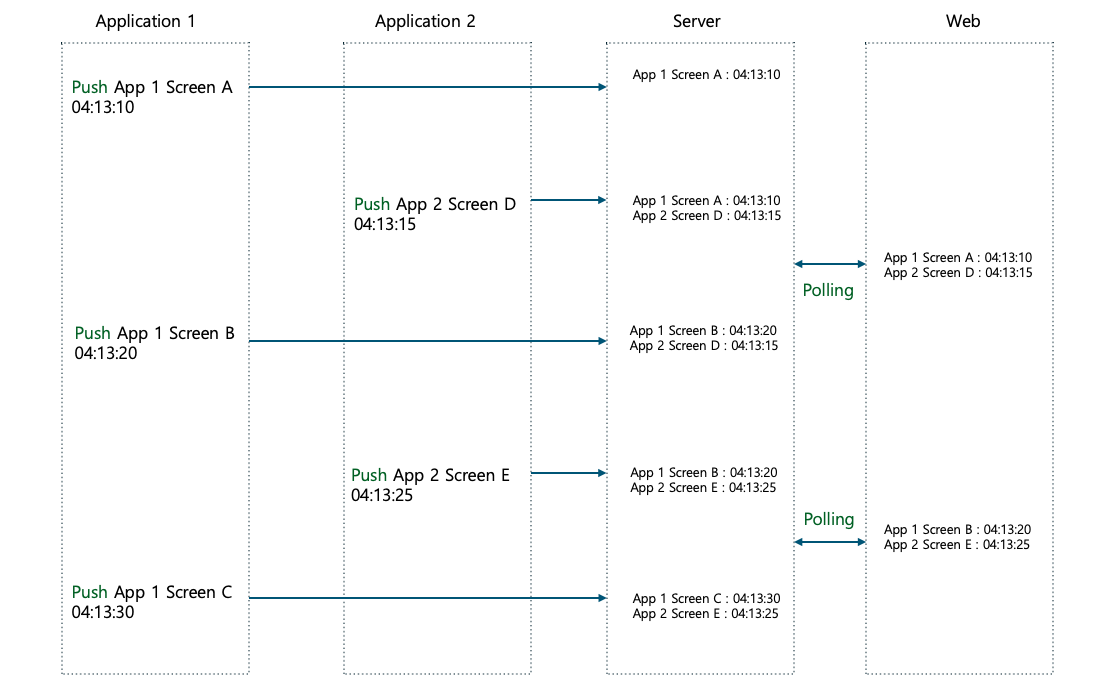 Application 1
Application 2
Server
Web
Push App 1 Screen A
04:13:10
App 1 Screen A : 04:13:10
Push App 2 Screen D
04:13:15
App 1 Screen A : 04:13:10
App 2 Screen D : 04:13:15
Polling
App 1 Screen A : 04:13:10
App 2 Screen D : 04:13:15
Push App 1 Screen B
04:13:20
App 1 Screen B : 04:13:20
App 2 Screen D : 04:13:15
Push App 2 Screen E
04:13:25
App 1 Screen B : 04:13:20
App 2 Screen E : 04:13:25
Polling
App 1 Screen B : 04:13:20
App 2 Screen E : 04:13:25
Push App 1 Screen C
04:13:30
App 1 Screen C : 04:13:30
App 2 Screen E : 04:13:25